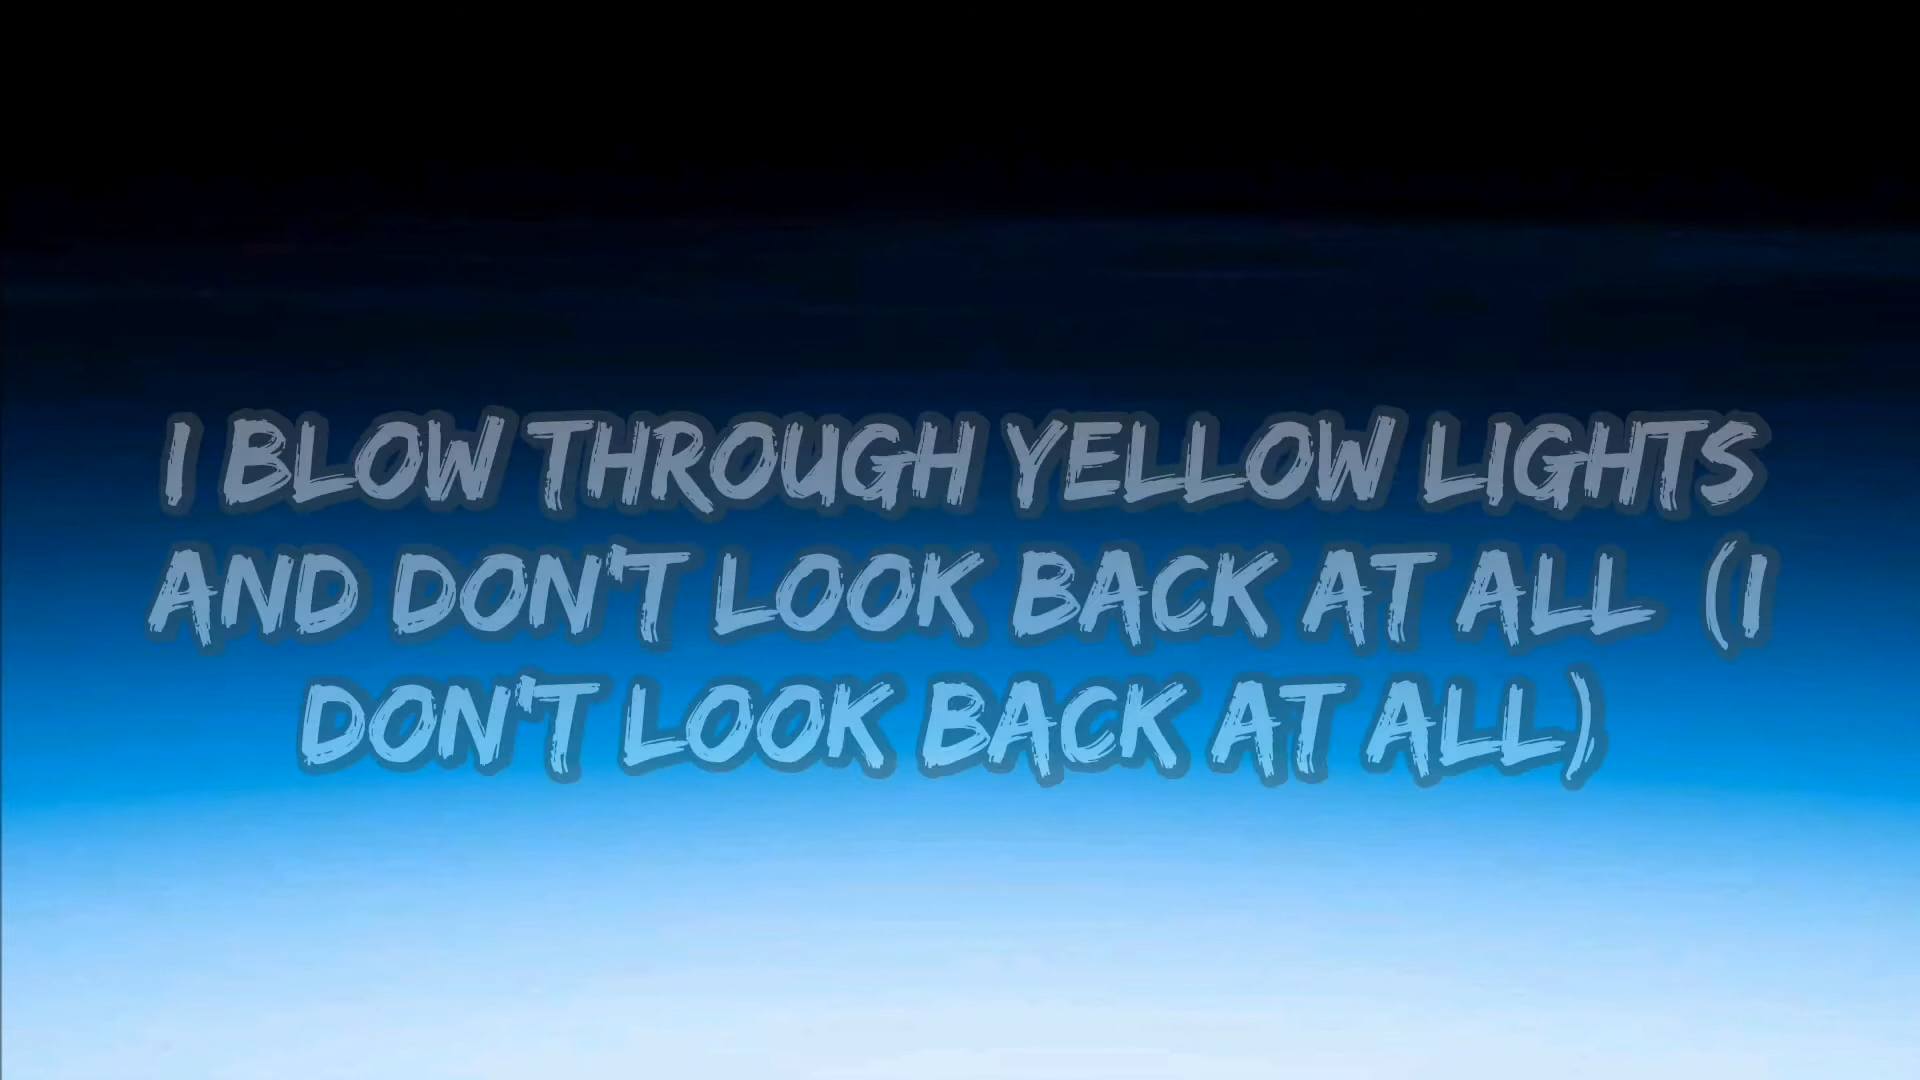 I BLOW THROUGH YELLOW LIGHTS
AND DON'T LOOK BACK AT ALL (I
DON'T LOOK BACK AT ALL)